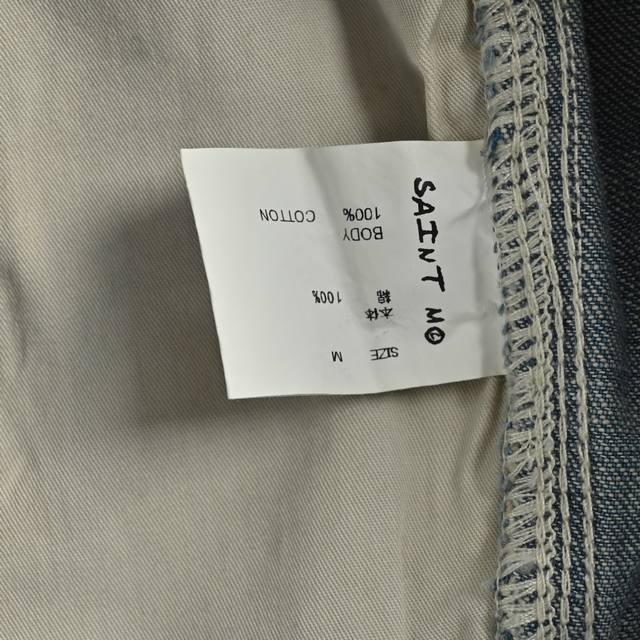 SAINT M©
SIZE M
本体
綿 100%
BODY
100% COTTON